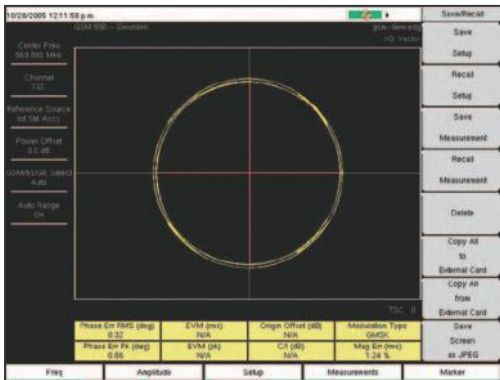 10/28/2005 12:11:58 p.m.
GSM 850 - Downlink
I/Q Vector
Center Freq
869.880 MHz
Channel
Reference Source
Int Std Accy
Power Offset
0.0 dB
GSM/EDGE Select
Auto
Auto Range
On
TSC 0
Phase Err RMS (deg)
0.32
EVM (rms)
N/A
Origin Offset (dB)
N/A
Modulation Type
GMSK
Phase Err Pk (deg)
0.86
EVM (pk)
N/A
C/I (dB)
N/A
Mag Err (rms)
1.24 %
Freq
Amplitude
Setup
Measurements
Marker
Save/Recall
Save
Setup
Recall
Setup
Save
Measurement
Recall
Measurement
Delete
Copy All
to
External Card
Copy All
from
External Card
Save
Screen
as JPEG